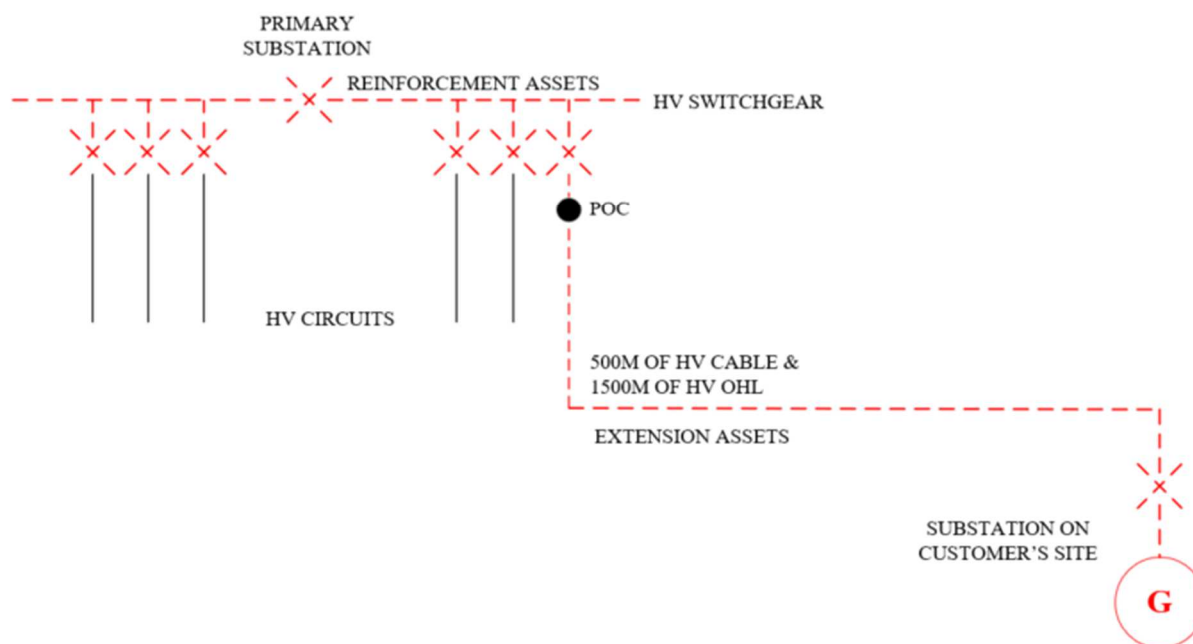 PRIMARY
SUBSTATION
REINFORCEMENT ASSETS
HV SWITCHGEAR
POC
HV CIRCUITS
500M OF HV CABLE &
1500M OF HV OHL
EXTENSION ASSETS
SUBSTATION ON
CUSTOMER'S SITE
G